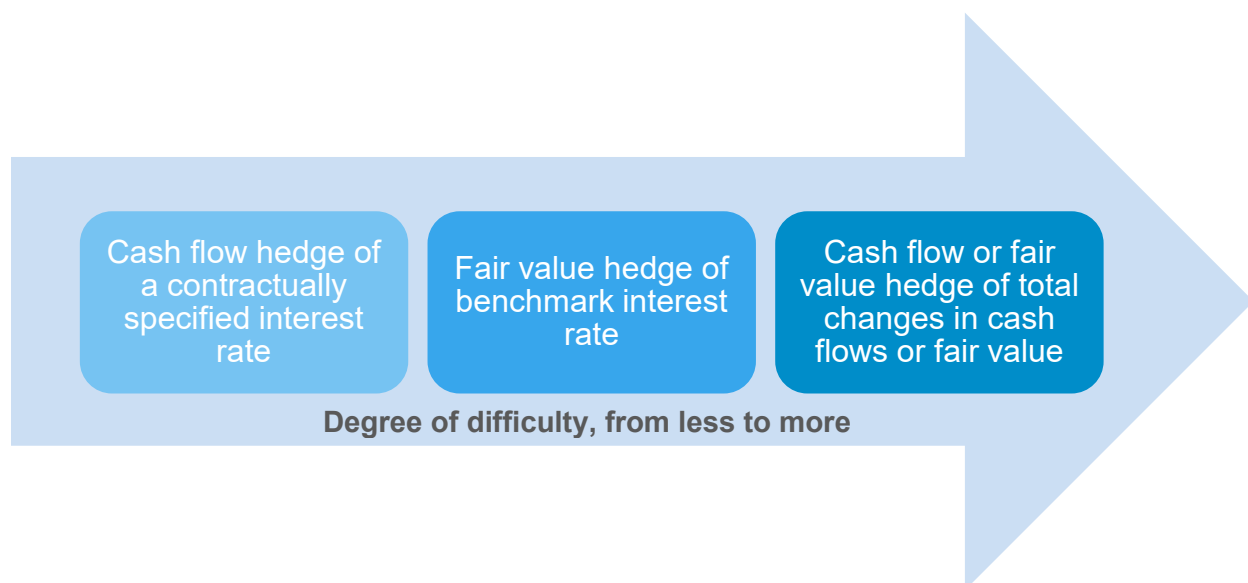 Cash flow hedge of
a contractually
specified interest
rate
Fair value hedge of
benchmark interest
rate
Cash flow or fair
value hedge of total
changes in cash
flows or fair value
Degree of difficulty, from less to more